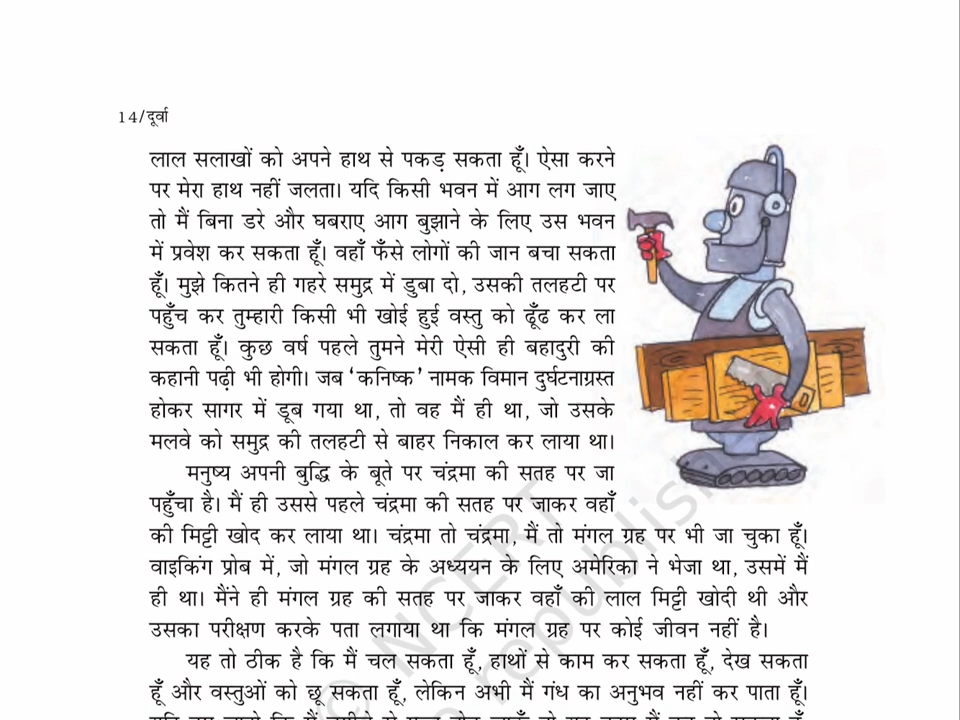 14/दूर्वा
लाल सलाखों को अपने हाथ से पकड़ सकता हूँ। ऐसा करने
पर मेरा हाथ नहीं जलता। यदि किसी भवन में आग लग जाए
तो मैं बिना डरे और घबराए आग बुझाने के लिए उस भवन
में प्रवेश कर सकता हूँ। वहाँ फँसे लोगों की जान बचा सकता
हूँ। मुझे कितने ही गहरे समुद्र में डुबा दो, उसकी तलहटी पर
पहुँच कर तुम्हारी किसी भी खोई हुई वस्तु को ढूँढ कर ला
सकता हूँ। कुछ वर्ष पहले तुमने मेरी ऐसी ही बहादुरी की
कहानी पढ़ी भी होगी। जब ‘कनिष्क’ नामक विमान दुर्घटनाग्रस्त
होकर सागर में डूब गया था, तो वह मैं ही था, जो उसके
मलवे को समुद्र की तलहटी से बाहर निकाल कर लाया था।
मनुष्य अपनी बुद्धि के बूते पर चंद्रमा की सतह पर जा
पहुँचा है। मैं ही उससे पहले चंद्रमा की सतह पर जाकर वहाँ
की मिट्टी खोद कर लाया था। चंद्रमा तो चंद्रमा, मैं तो मंगल ग्रह पर भी जा चुका हूँ।
वाइकिंग प्रोब में, जो मंगल ग्रह के अध्ययन के लिए अमेरिका ने भेजा था, उसमें मैं
ही था। मैंने ही मंगल ग्रह की सतह पर जाकर वहाँ की लाल मिट्टी खोदी थी और
उसका परीक्षण करके पता लगाया था कि मंगल ग्रह पर कोई जीवन नहीं है।
यह तो ठीक है कि मैं चल सकता हूँ, हाथों से काम कर सकता हूँ, देख सकता
हूँ और वस्तुओं को छू सकता हूँ, लेकिन अभी मैं गंध का अनुभव नहीं कर पाता हूँ।
© NCERT
republish